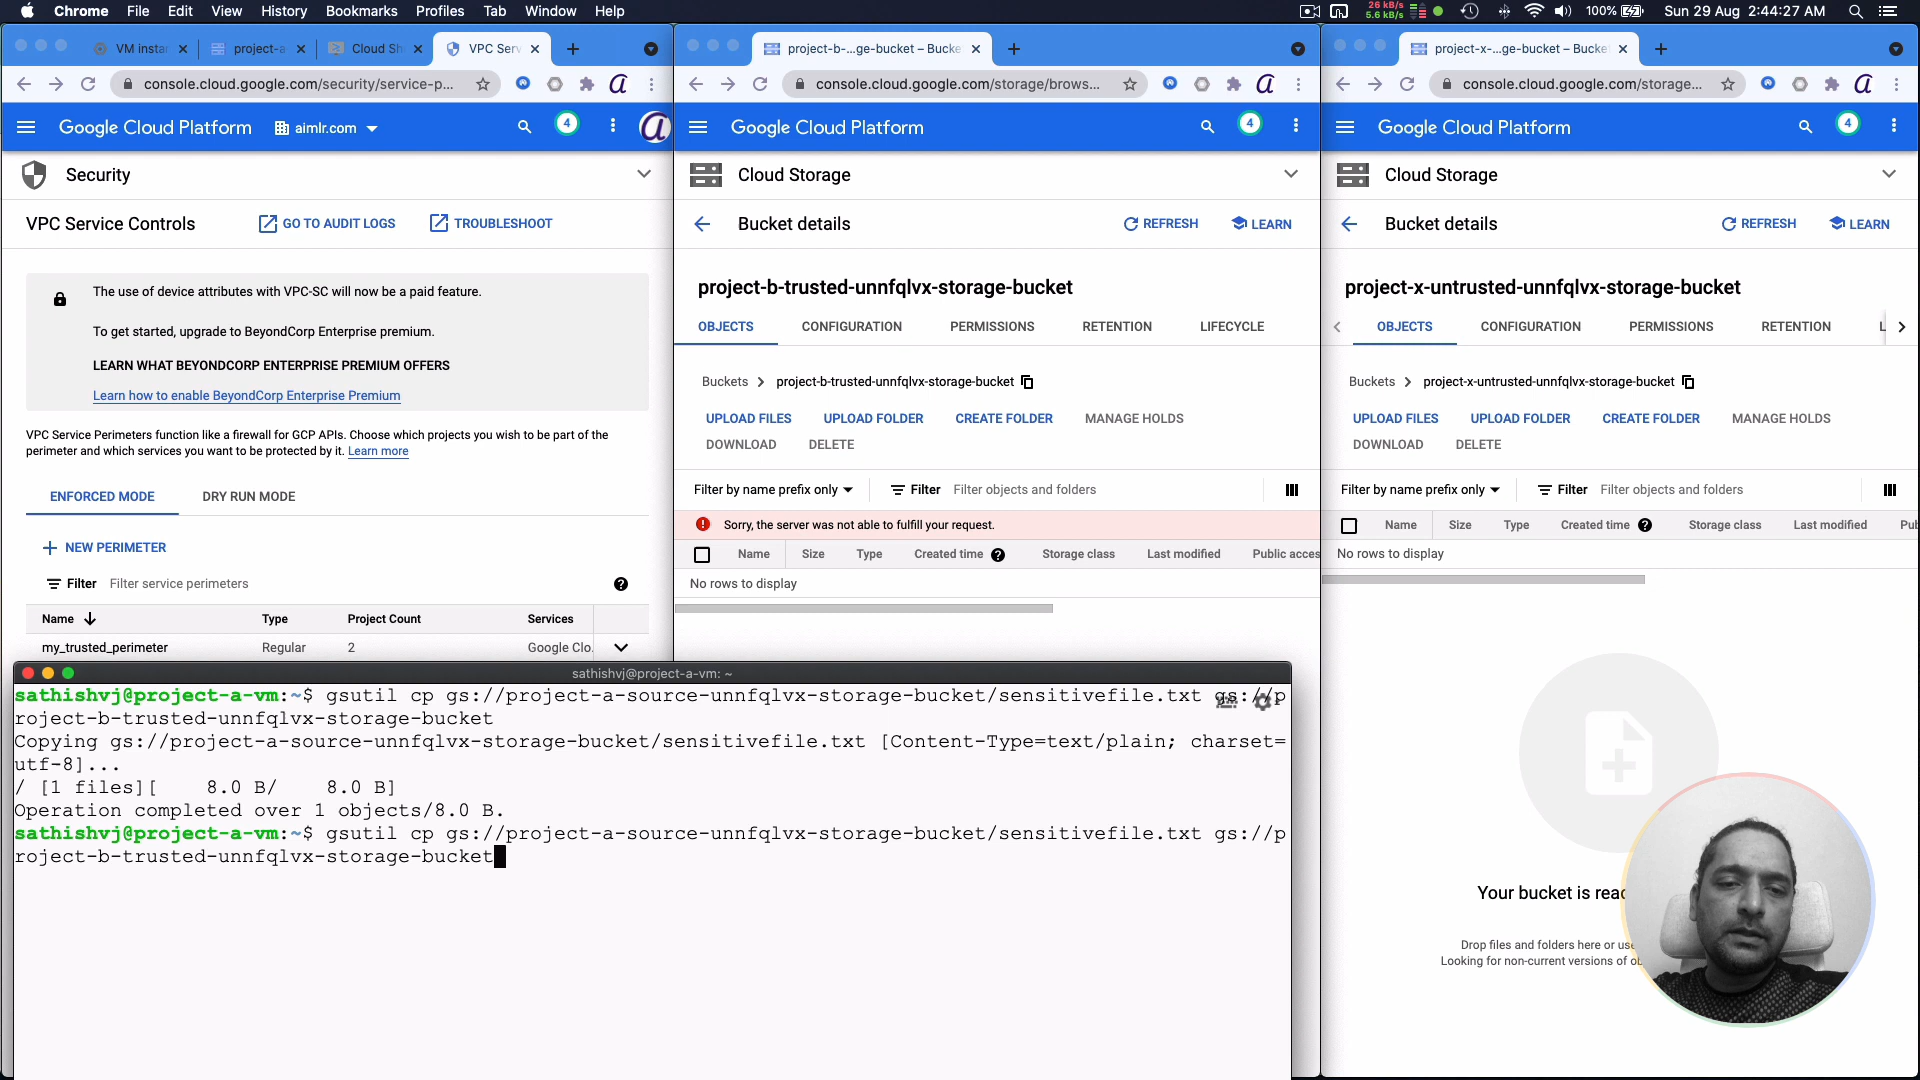 Chrome File Edit View History Bookmarks Profiles Tab Window Help
26 kB/s
5.6 kB/s
100%
Sun 29 Aug 2:44:27 AM
VM insta
project-a
Cloud Sh
VPC Serv
console.cloud.google.com/security/service-p...
Google Cloud Platform
aimlr.com
4
Security
VPC Service Controls
GO TO AUDIT LOGS
TROUBLESHOOT
The use of device attributes with VPC-SC will now be a paid feature.
To get started, upgrade to BeyondCorp Enterprise premium.
LEARN WHAT BEYONDCORP ENTERPRISE PREMIUM OFFERS
Learn how to enable BeyondCorp Enterprise Premium
VPC Service Perimeters function like a firewall for GCP APIs. Choose which projects you wish to be part of the
perimeter and which services you want to be protected by it. Learn more
ENFORCED MODE
DRY RUN MODE
NEW PERIMETER
Filter Filter service perimeters
Name Type Project Count Services
my_trusted_perimeter Regular 2 Google Clo.
project-b-...ge-bucket – Bucke
console.cloud.google.com/storage/brows...
Google Cloud Platform
4
Cloud Storage
Bucket details
REFRESH
LEARN
project-b-trusted-unnfqlvx-storage-bucket
OBJECTS CONFIGURATION PERMISSIONS RETENTION LIFECYCLE
Buckets project-b-trusted-unnfqlvx-storage-bucket
UPLOAD FILES UPLOAD FOLDER CREATE FOLDER MANAGE HOLDS
DOWNLOAD DELETE
Filter by name prefix only Filter Filter objects and folders
Sorry, the server was not able to fulfill your request.
Name Size Type Created time Storage class Last modified Public acces
No rows to display
project-x-...ge-bucket – Bucke
console.cloud.google.com/storage...
Google Cloud Platform
4
Cloud Storage
Bucket details
REFRESH
LEARN
project-x-untrusted-unnfqlvx-storage-bucket
OBJECTS CONFIGURATION PERMISSIONS RETENTION L
Buckets project-x-untrusted-unnfqlvx-storage-bucket
UPLOAD FILES UPLOAD FOLDER CREATE FOLDER MANAGE HOLDS
DOWNLOAD DELETE
Filter by name prefix only Filter Filter objects and folders
Name Size Type Created time Storage class Last modified Pub
No rows to display
Your bucket is read
Drop files and folders here or use
Looking for non-current versions of ob
sathishvj@project-a-vm: ~
sathishvj@project-a-vm:~$ gsutil cp gs://project-a-source-unnfqlvx-storage-bucket/sensitivefile.txt gs://p
roject-b-trusted-unnfqlvx-storage-bucket
Copying gs://project-a-source-unnfqlvx-storage-bucket/sensitivefile.txt [Content-Type=text/plain; charset=
utf-8]...
/ [1 files][ 8.0 B/ 8.0 B]
Operation completed over 1 objects/8.0 B.
sathishvj@project-a-vm:~$ gsutil cp gs://project-a-source-unnfqlvx-storage-bucket/sensitivefile.txt gs://p
roject-b-trusted-unnfqlvx-storage-bucket